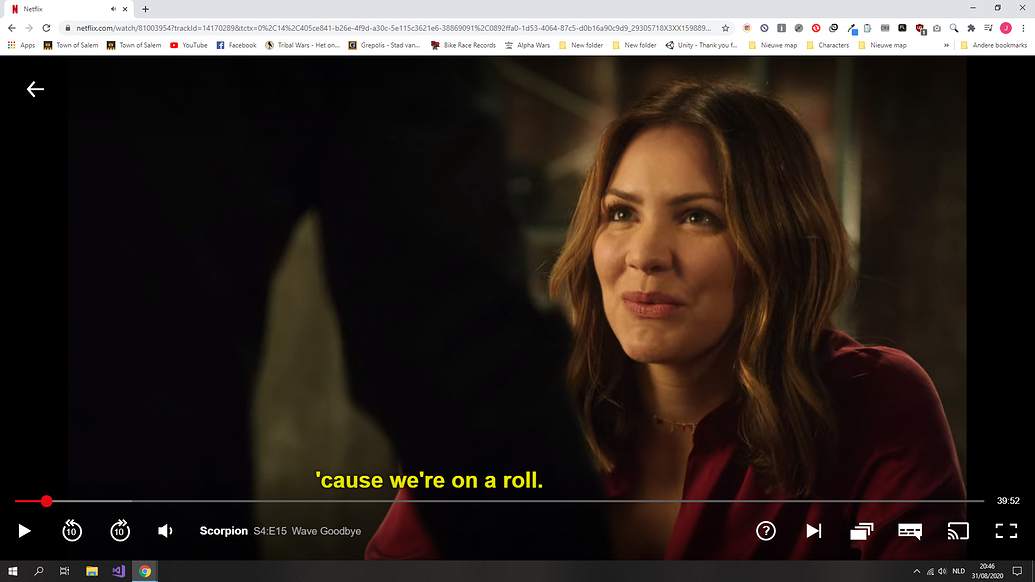 Netflix
netflix.com/watch/81003954?trackId=14170289&tctx=0%2C14%2C405ce841-b26e-4f9d-a30c-5e115c3621e6-38869091%2C0892ffa0-1d53-4064-87c5-d0b16a90c9d9_29305718X3XX159889...
Apps Town of Salem Town of Salem YouTube Facebook Tribal Wars - Het on... Grepolis - Stad van... Bike Race Records Alpha Wars New folder New folder Unity - Thank you f... Nieuwe map Characters Nieuwe map » Andere bookmarks
'cause we're on a roll.
39:52
10 10 Scorpion S4:E15 Wave Goodbye ?
NLD
20:46
31/08/2020